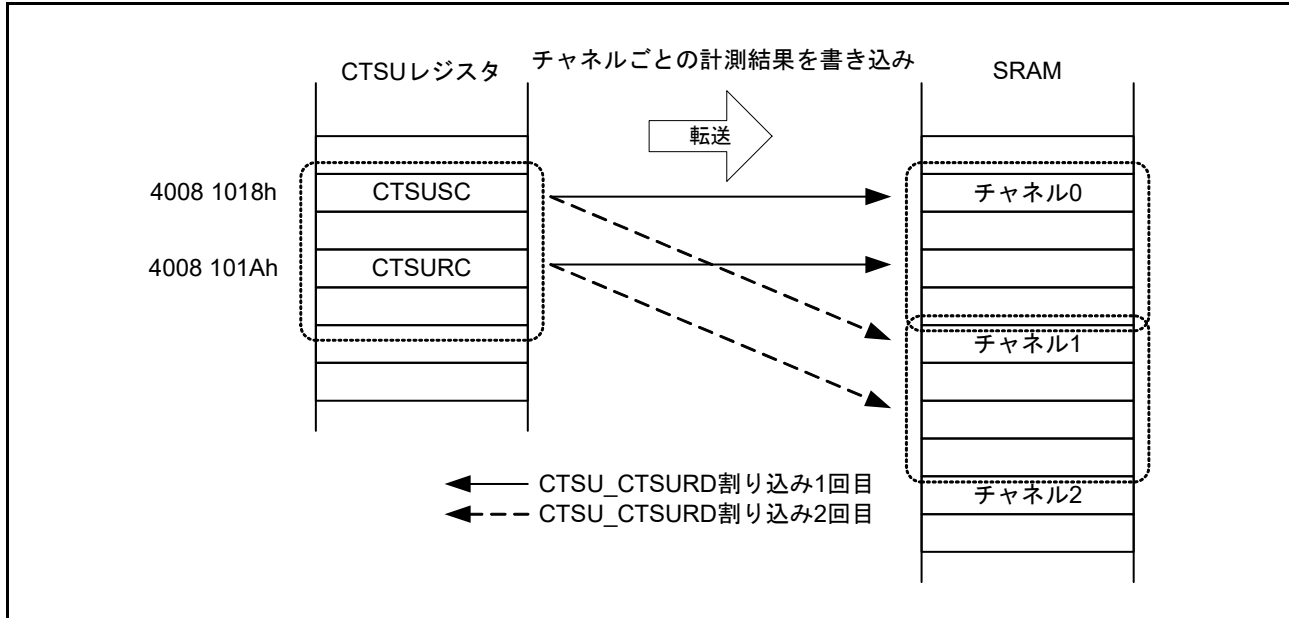 CTSUレジスタ
チャネルごとの計測結果を書き込み
SRAM
転送
4008 1018h
CTSUSC
チャネル0
4008 101Ah
CTSURC
チャネル1
CTSU_CTSURD割り込み1回目
CTSU_CTSURD割り込み2回目
チャネル2